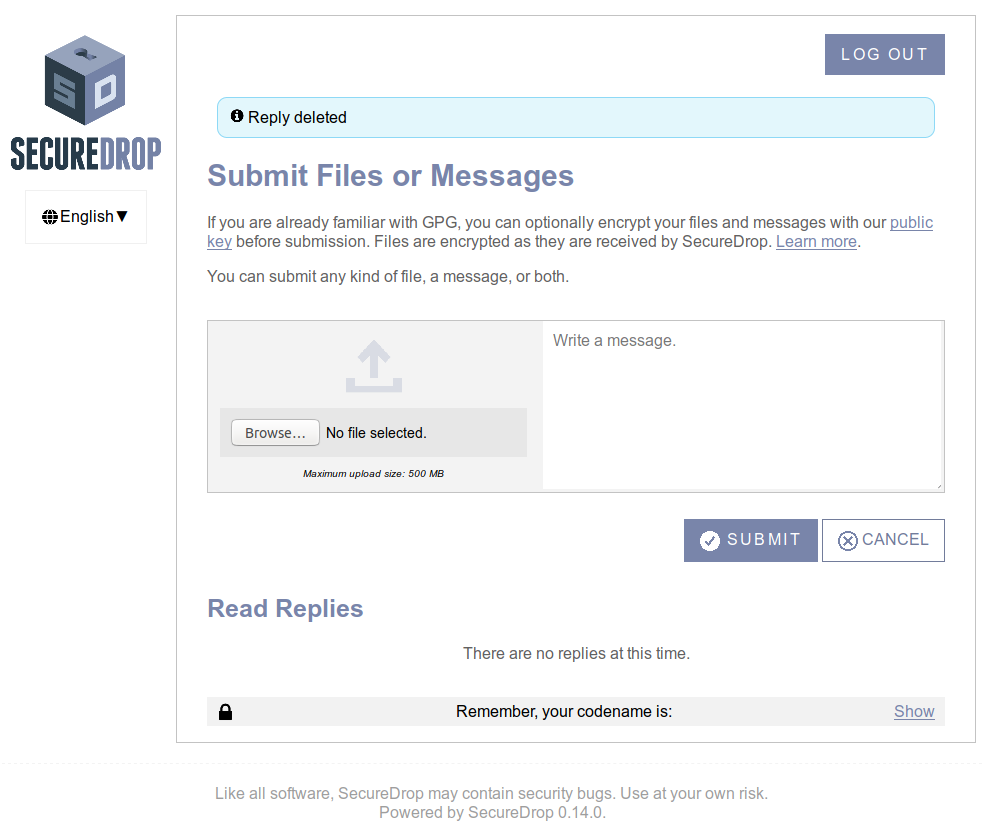 LOG OUT
Reply deleted
SD
SECUREDROP
English▼
Submit Files or Messages
If you are already familiar with GPG, you can optionally encrypt your files and messages with our public
key before submission. Files are encrypted as they are received by SecureDrop. Learn more.
You can submit any kind of file, a message, or both.
Write a message.
Browse... No file selected.
Maximum upload size: 500 MB
SUBMIT CANCEL
Read Replies
There are no replies at this time.
Remember, your codename is: Show
Like all software, SecureDrop may contain security bugs. Use at your own risk.
Powered by SecureDrop 0.14.0.